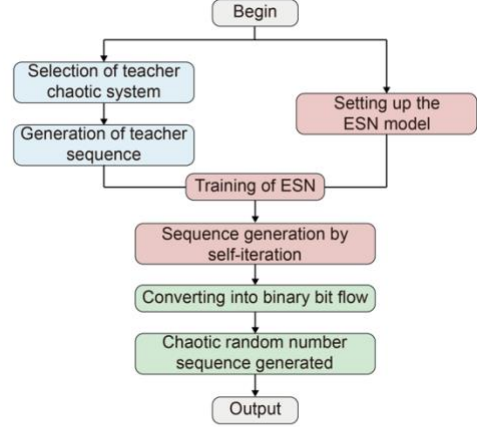 Begin
Selection of teacher
chaotic system
Generation of teacher
sequence
Setting up the
ESN model
Training of ESN
Sequence generation by
self-iteration
Converting into binary bit flow
Chaotic random number
sequence generated
Output